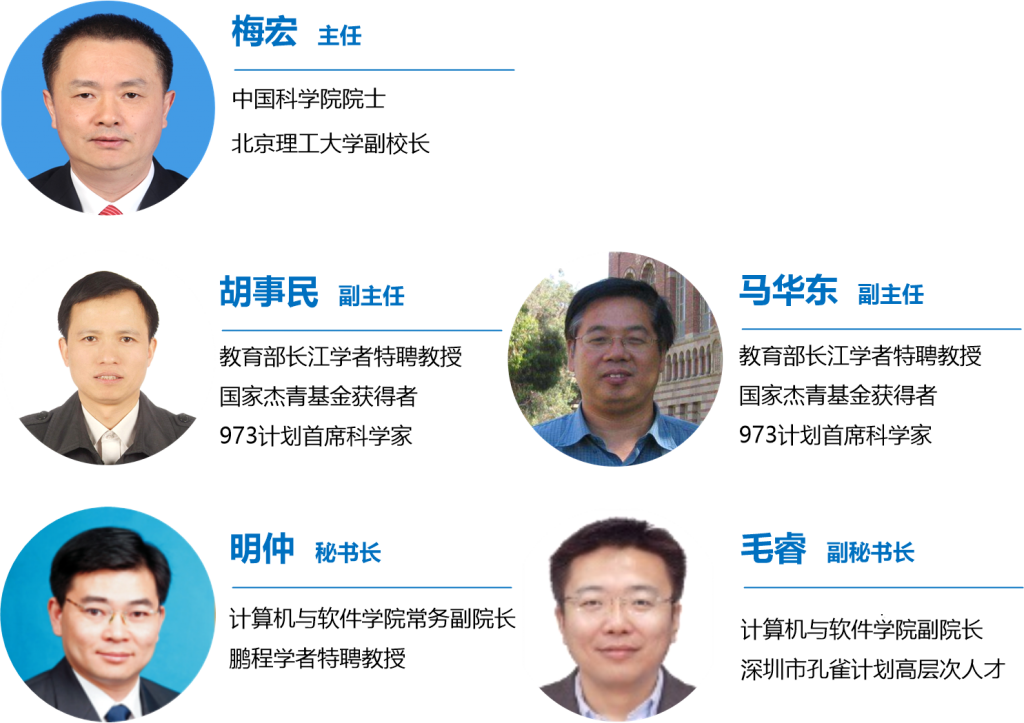 梅宏 主任
中国科学院院士
北京理工大学副校长
胡事民 副主任
教育部长江学者特聘教授
国家杰青基金获得者
973计划首席科学家
马华东 副主任
教育部长江学者特聘教授
国家杰青基金获得者
973计划首席科学家
明仲 秘书长
计算机与软件学院常务副院长
鹏程学者特聘教授
毛睿 副秘书长
计算机与软件学院副院长
深圳市孔雀计划高层次人才